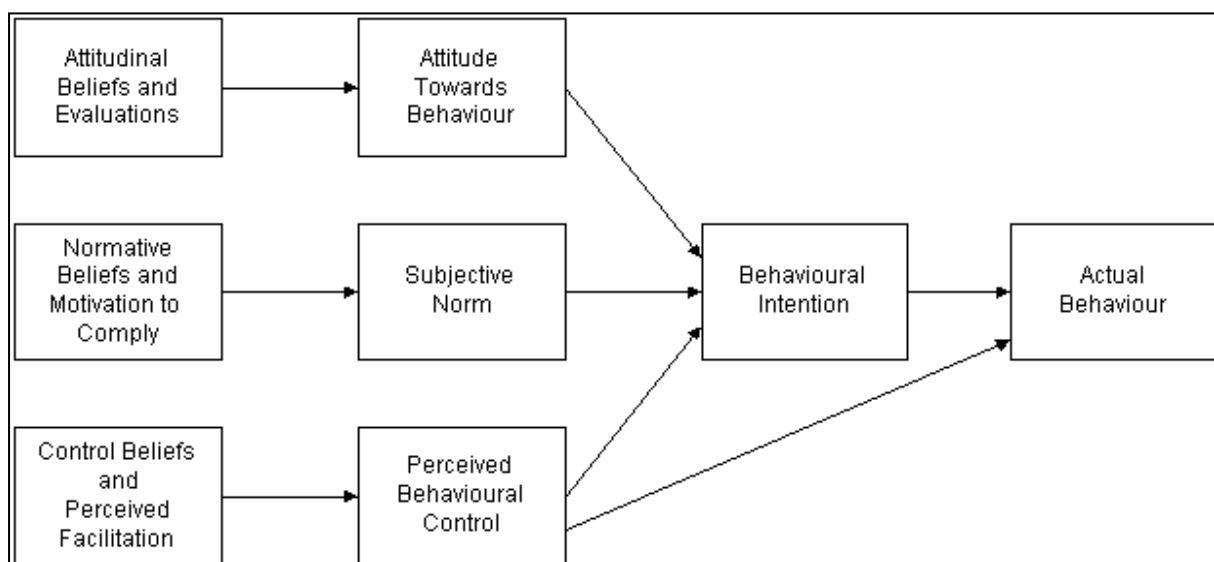 Attitudinal
Beliefs and
Evaluations
Attitude
Towards
Behaviour
Normative
Beliefs and
Motivation to
Comply
Subjective
Norm
Behavioural
Intention
Actual
Behaviour
Control Beliefs
and
Perceived
Facilitation
Perceived
Behavioural
Control